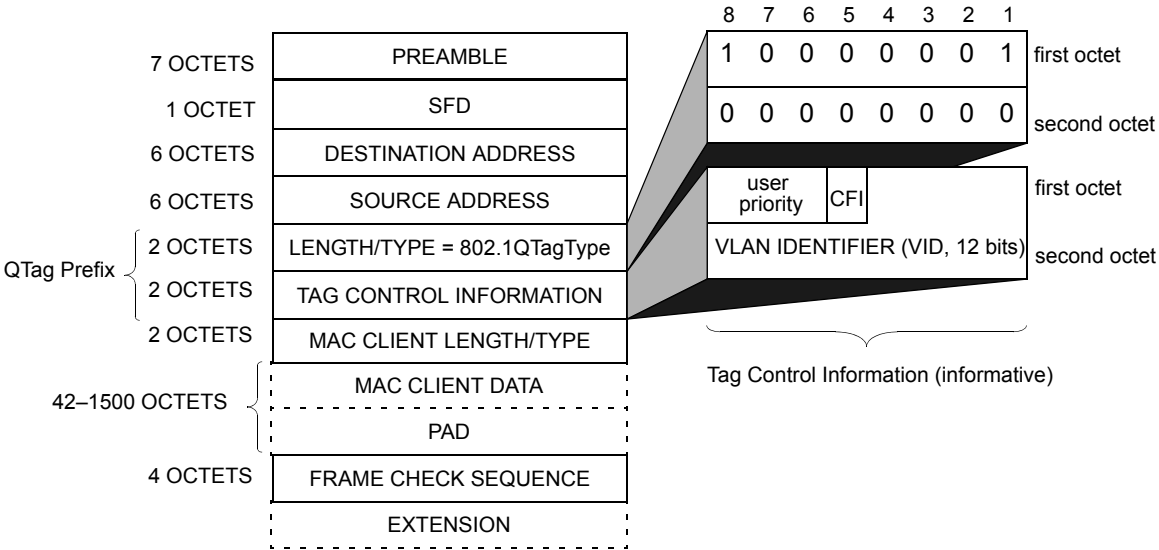 8 7 6 5 4 3 2 1
7 OCTETS PREAMBLE
1 0 0 0 0 0 0 1 first octet
1 OCTET SFD
0 0 0 0 0 0 0 0 second octet
6 OCTETS DESTINATION ADDRESS
6 OCTETS SOURCE ADDRESS
user
priority
CFI
first octet
QTag Prefix
2 OCTETS LENGTH/TYPE = 802.1QTagType
VLAN IDENTIFIER (VID, 12 bits)
second octet
2 OCTETS TAG CONTROL INFORMATION
2 OCTETS MAC CLIENT LENGTH/TYPE
Tag Control Information (informative)
42–1500 OCTETS
MAC CLIENT DATA
PAD
4 OCTETS FRAME CHECK SEQUENCE
EXTENSION